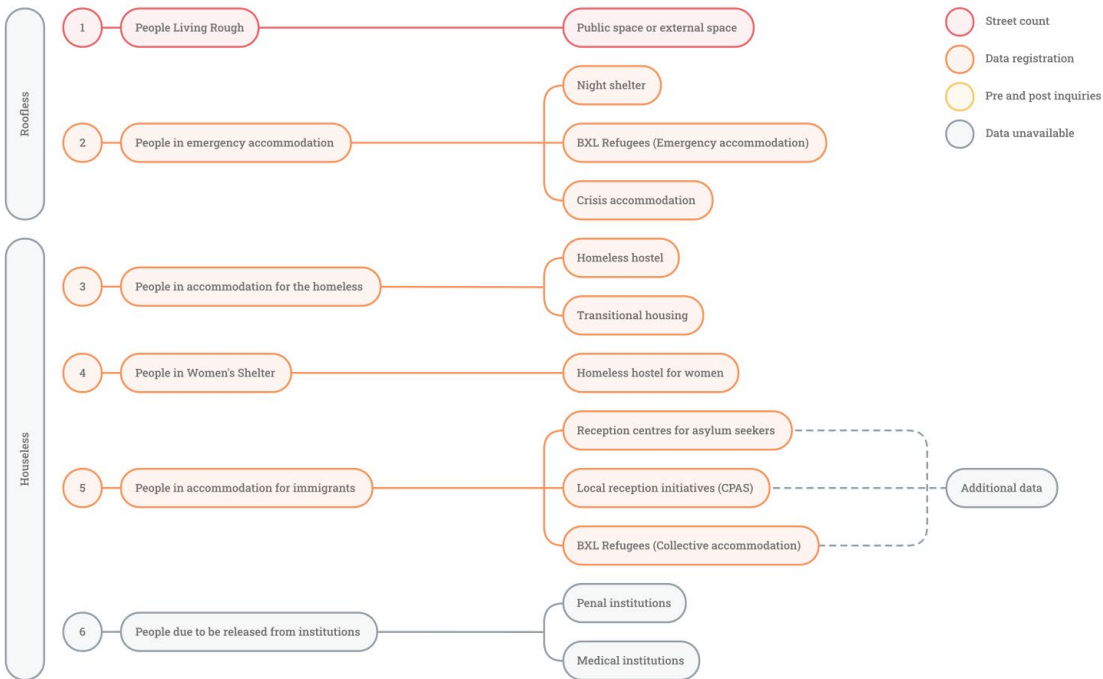 Roofless
1 People Living Rough Public space or external space
2 People in emergency accommodation
Night shelter
BXL Refugees (Emergency accommodation)
Crisis accommodation
Houseless
3 People in accommodation for the homeless
Homeless hostel
Transitional housing
4 People in Women's Shelter Homeless hostel for women
5 People in accommodation for immigrants
Reception centres for asylum seekers
Local reception initiatives (CPAS)
BXL Refugees (Collective accommodation)
Additional data
6 People due to be released from institutions
Penal institutions
Medical institutions
Street count
Data registration
Pre and post inquiries
Data unavailable